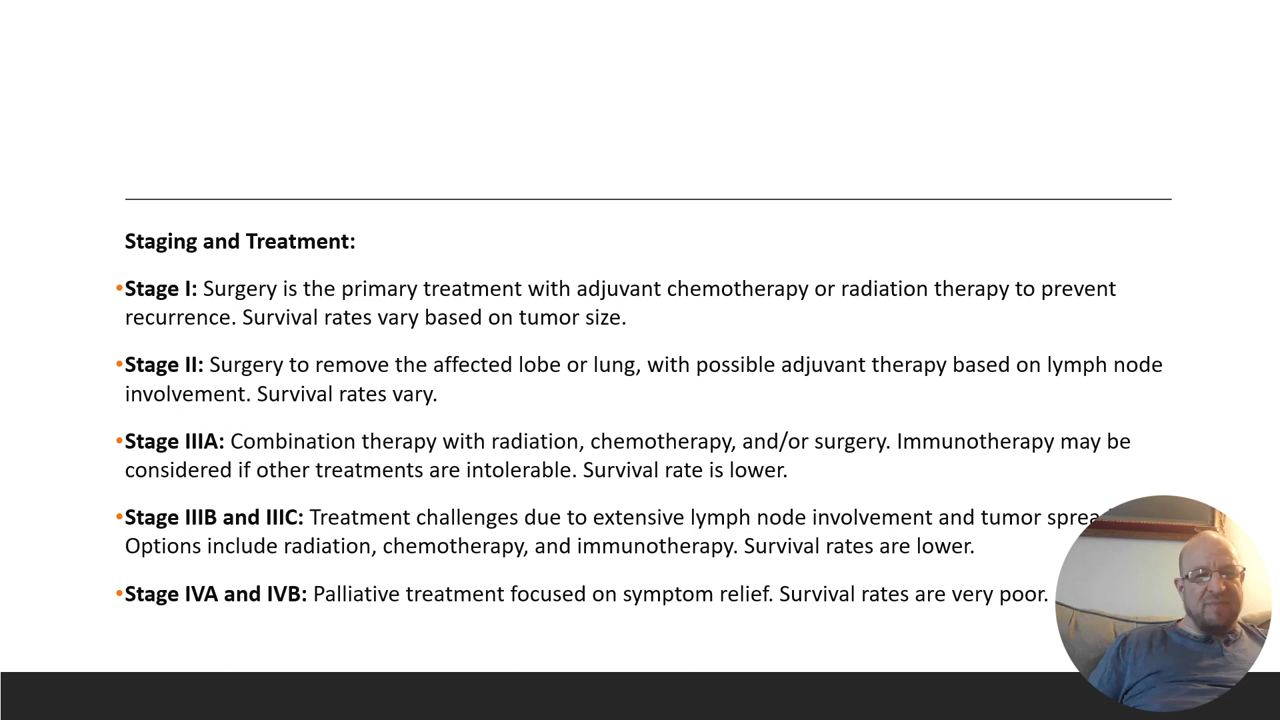 Staging and Treatment:
•Stage I: Surgery is the primary treatment with adjuvant chemotherapy or radiation therapy to prevent
recurrence. Survival rates vary based on tumor size.
•Stage II: Surgery to remove the affected lobe or lung, with possible adjuvant therapy based on lymph node
involvement. Survival rates vary.
•Stage IIIA: Combination therapy with radiation, chemotherapy, and/or surgery. Immunotherapy may be
considered if other treatments are intolerable. Survival rate is lower.
•Stage IIIB and IIIC: Treatment challenges due to extensive lymph node involvement and tumor
Options include radiation, chemotherapy, and immunotherapy. Survival rates are lower.
•Stage IVA and IVB: Palliative treatment focused on symptom relief. Survival rates are very poor.